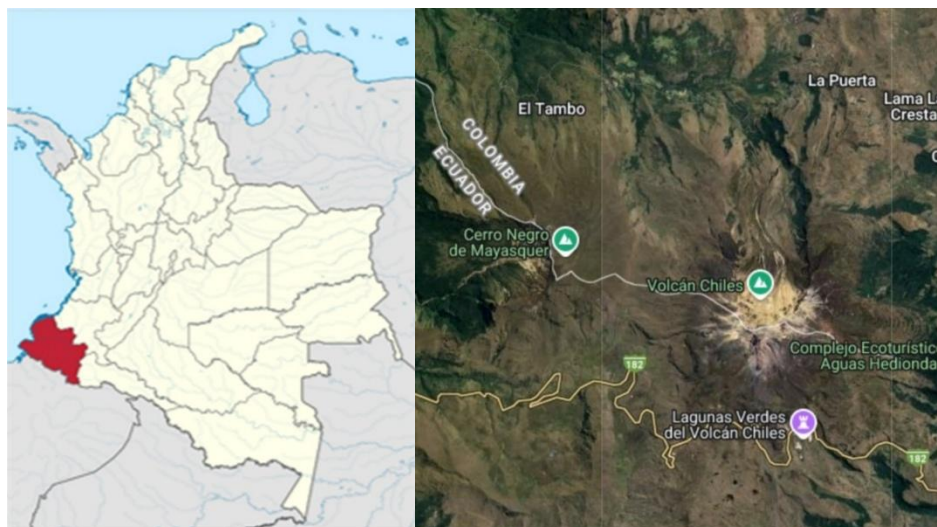 La Puerta
Lama La
Cresta
El Tambo
COLOMBIA
ECUADOR
Cerro Negro
de Mayasquer
Volcán Chiles
Complejo Ecoturístico
Aguas Hedionda
182
Lagunas Verdes
del Volcán Chiles
182